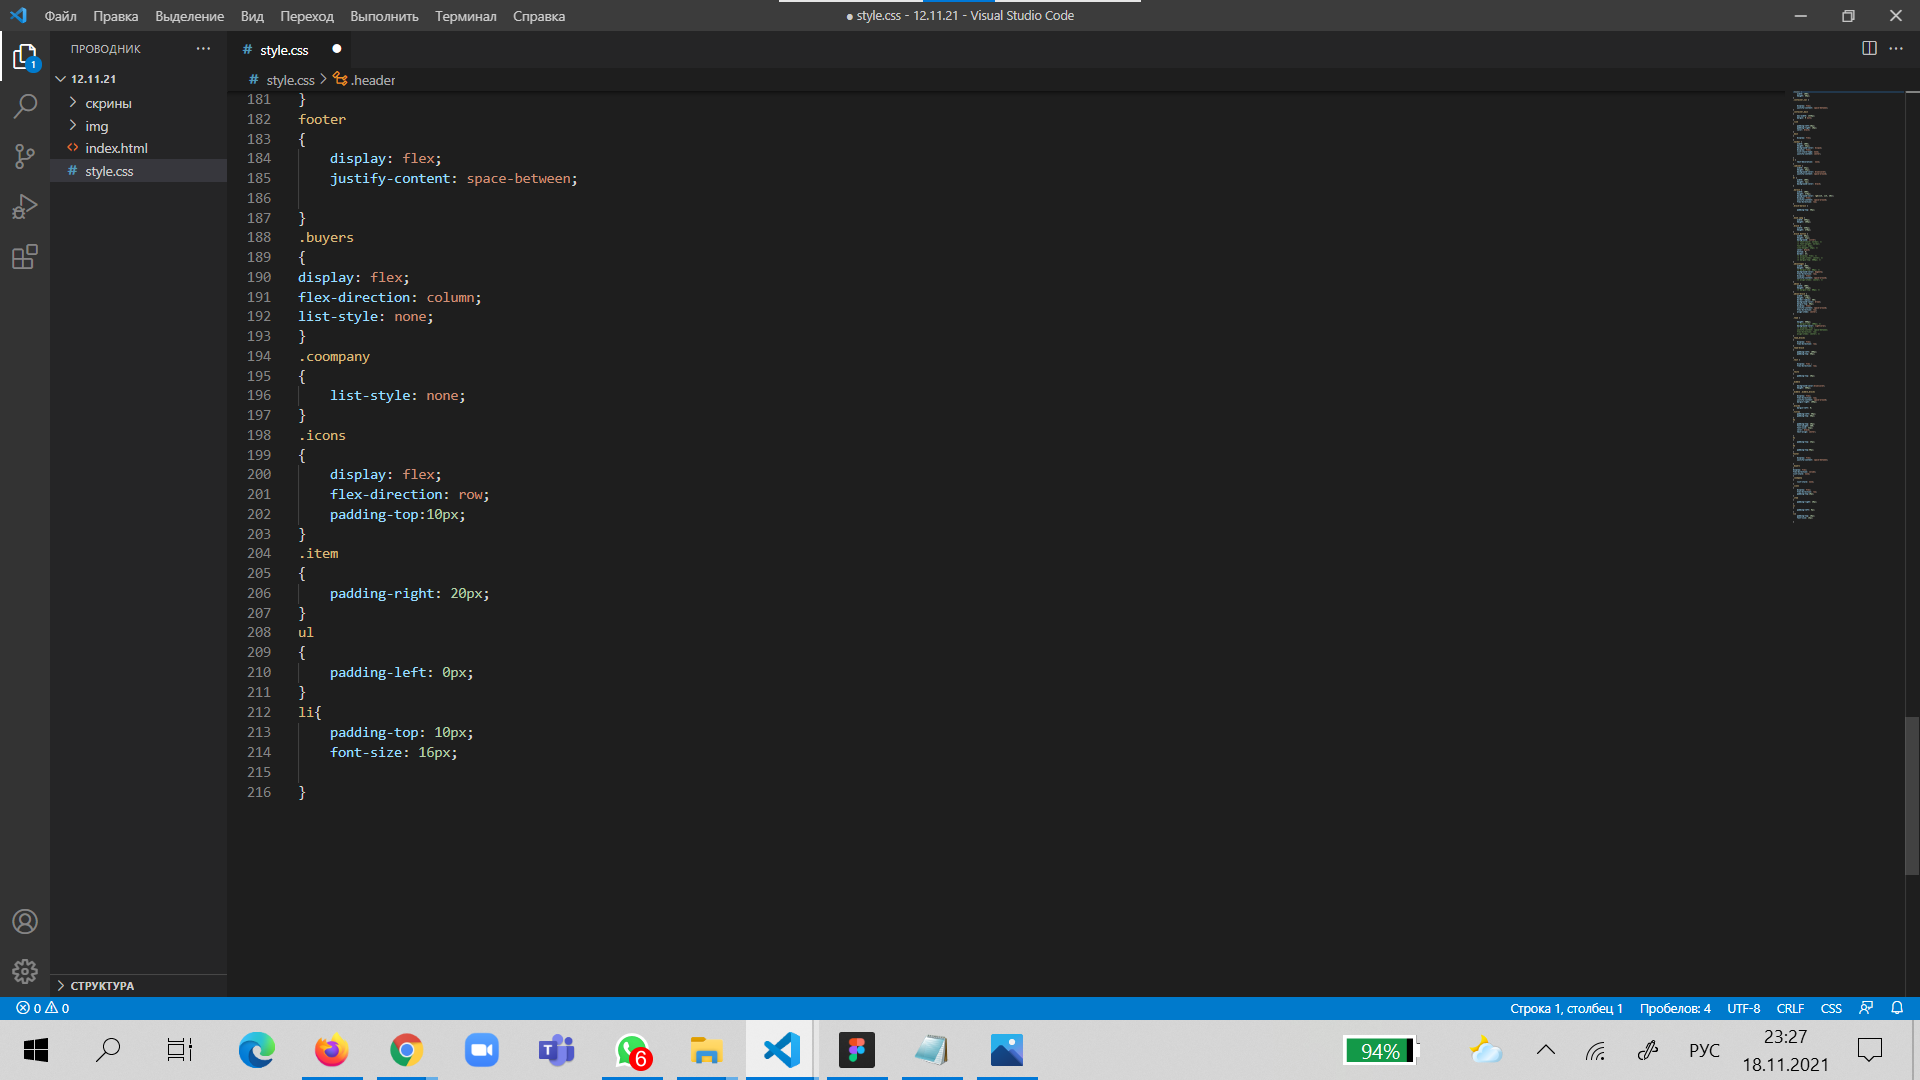 Файл Правка Выделение Вид Переход Выполнить Терминал Справка
● style.css - 12.11.21 - Visual Studio Code
ПРОВОДНИК ...
# style.css ●
1
# style.css > .header
12.11.21
скрины
img
<> index.html
# style.css
181 }
182 footer
183 {
184 display: flex;
185 justify-content: space-between;
186
187 }
188 .buyers
189 {
190 display: flex;
191 flex-direction: column;
192 list-style: none;
193 }
194 .coompany
195 {
196 list-style: none;
197 }
198 .icons
199 {
200 display: flex;
201 flex-direction: row;
202 padding-top:10px;
203 }
204 .item
205 {
206 padding-right: 20px;
207 }
208 ul
209 {
210 padding-left: 0px;
211 }
212 li{
213 padding-top: 10px;
214 font-size: 16px;
215
216 }
СТРУКТУРА
0 0
Строка 1, столбец 1 Пробелов: 4 UTF-8 CRLF CSS
6
94%
РУС
23:27
18.11.2021